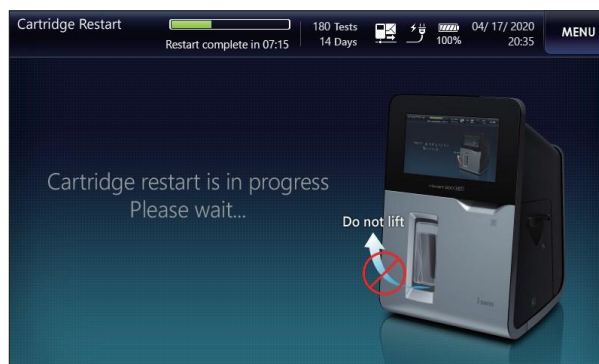 Cartridge Restart
Restart complete in 07:15
180 Tests
14 Days
100%
04/ 17/ 2020
20:35
MENU
Cartridge restart is in progress
Please wait...
Do not lift
i-sens